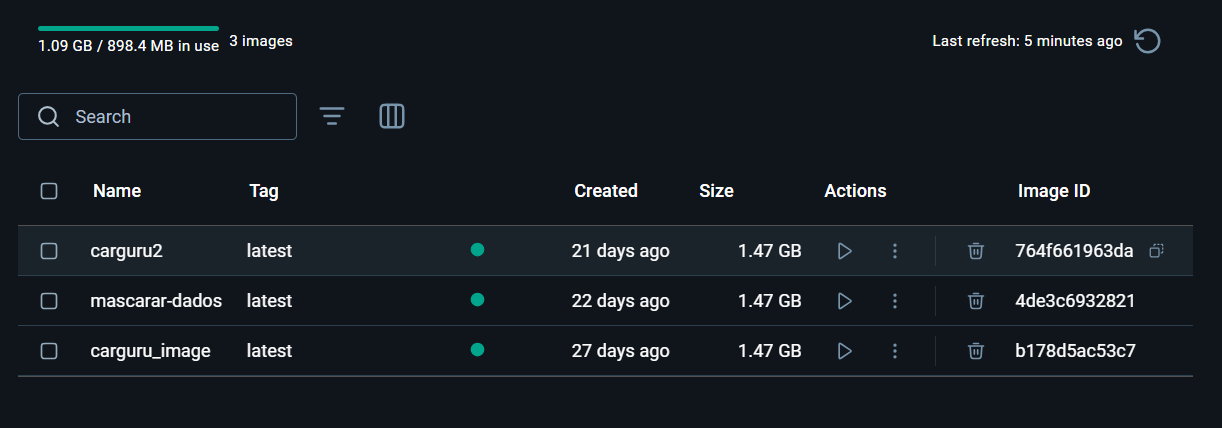 1.09 GB / 898.4 MB in use 3 images Last refresh: 5 minutes ago
Search
Name Tag Created Size Actions Image ID
carguru2 latest 21 days ago 1.47 GB 764f661963da
mascarar-dados latest 22 days ago 1.47 GB 4de3c6932821
carguru_image latest 27 days ago 1.47 GB b178d5ac53c7